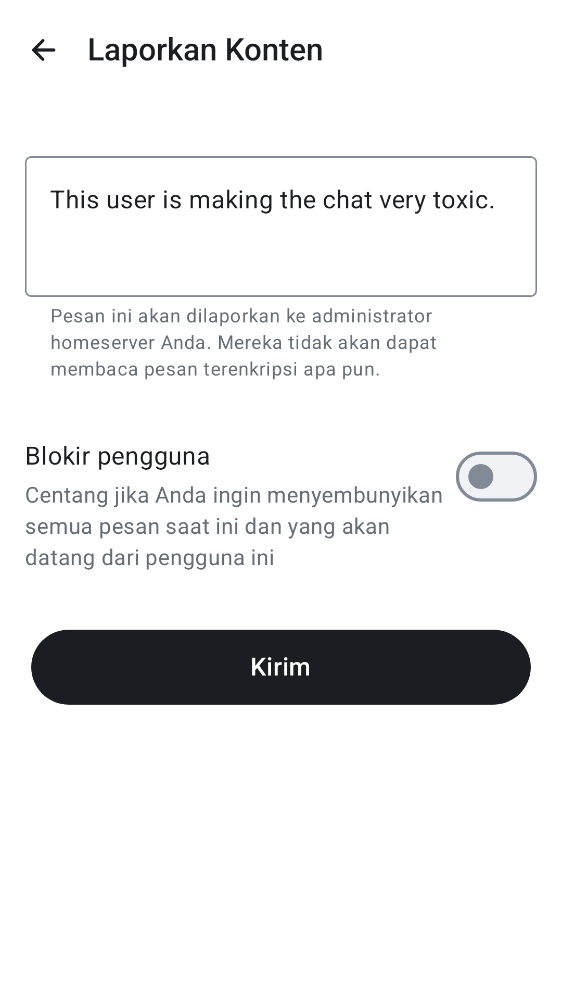 Laporkan Konten
This user is making the chat very toxic.
Pesan ini akan dilaporkan ke administrator
homeserver Anda. Mereka tidak akan dapat
membaca pesan terenkripsi apa pun.
Blokir pengguna
Centang jika Anda ingin menyembunyikan
semua pesan saat ini dan yang akan
datang dari pengguna ini
Kirim